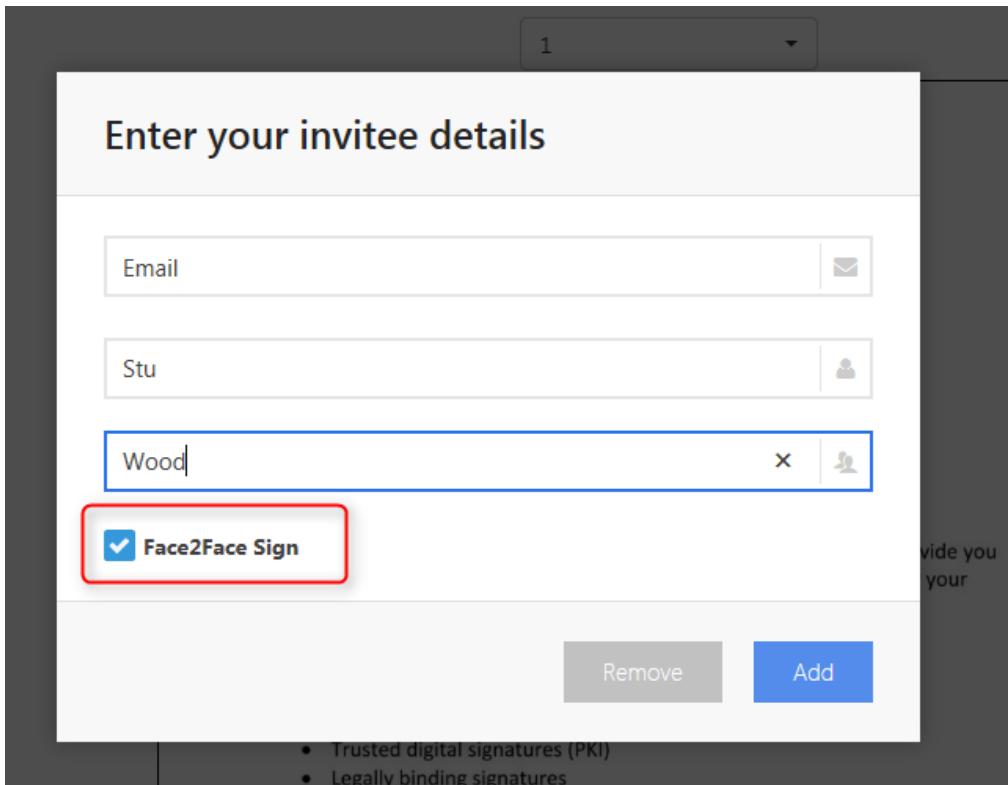 1
Enter your invitee details
Email
Stu
Wood
Face2Face Sign
vide you
your
Remove
Add
• Trusted digital signatures (PKI)
• Legally binding signatures